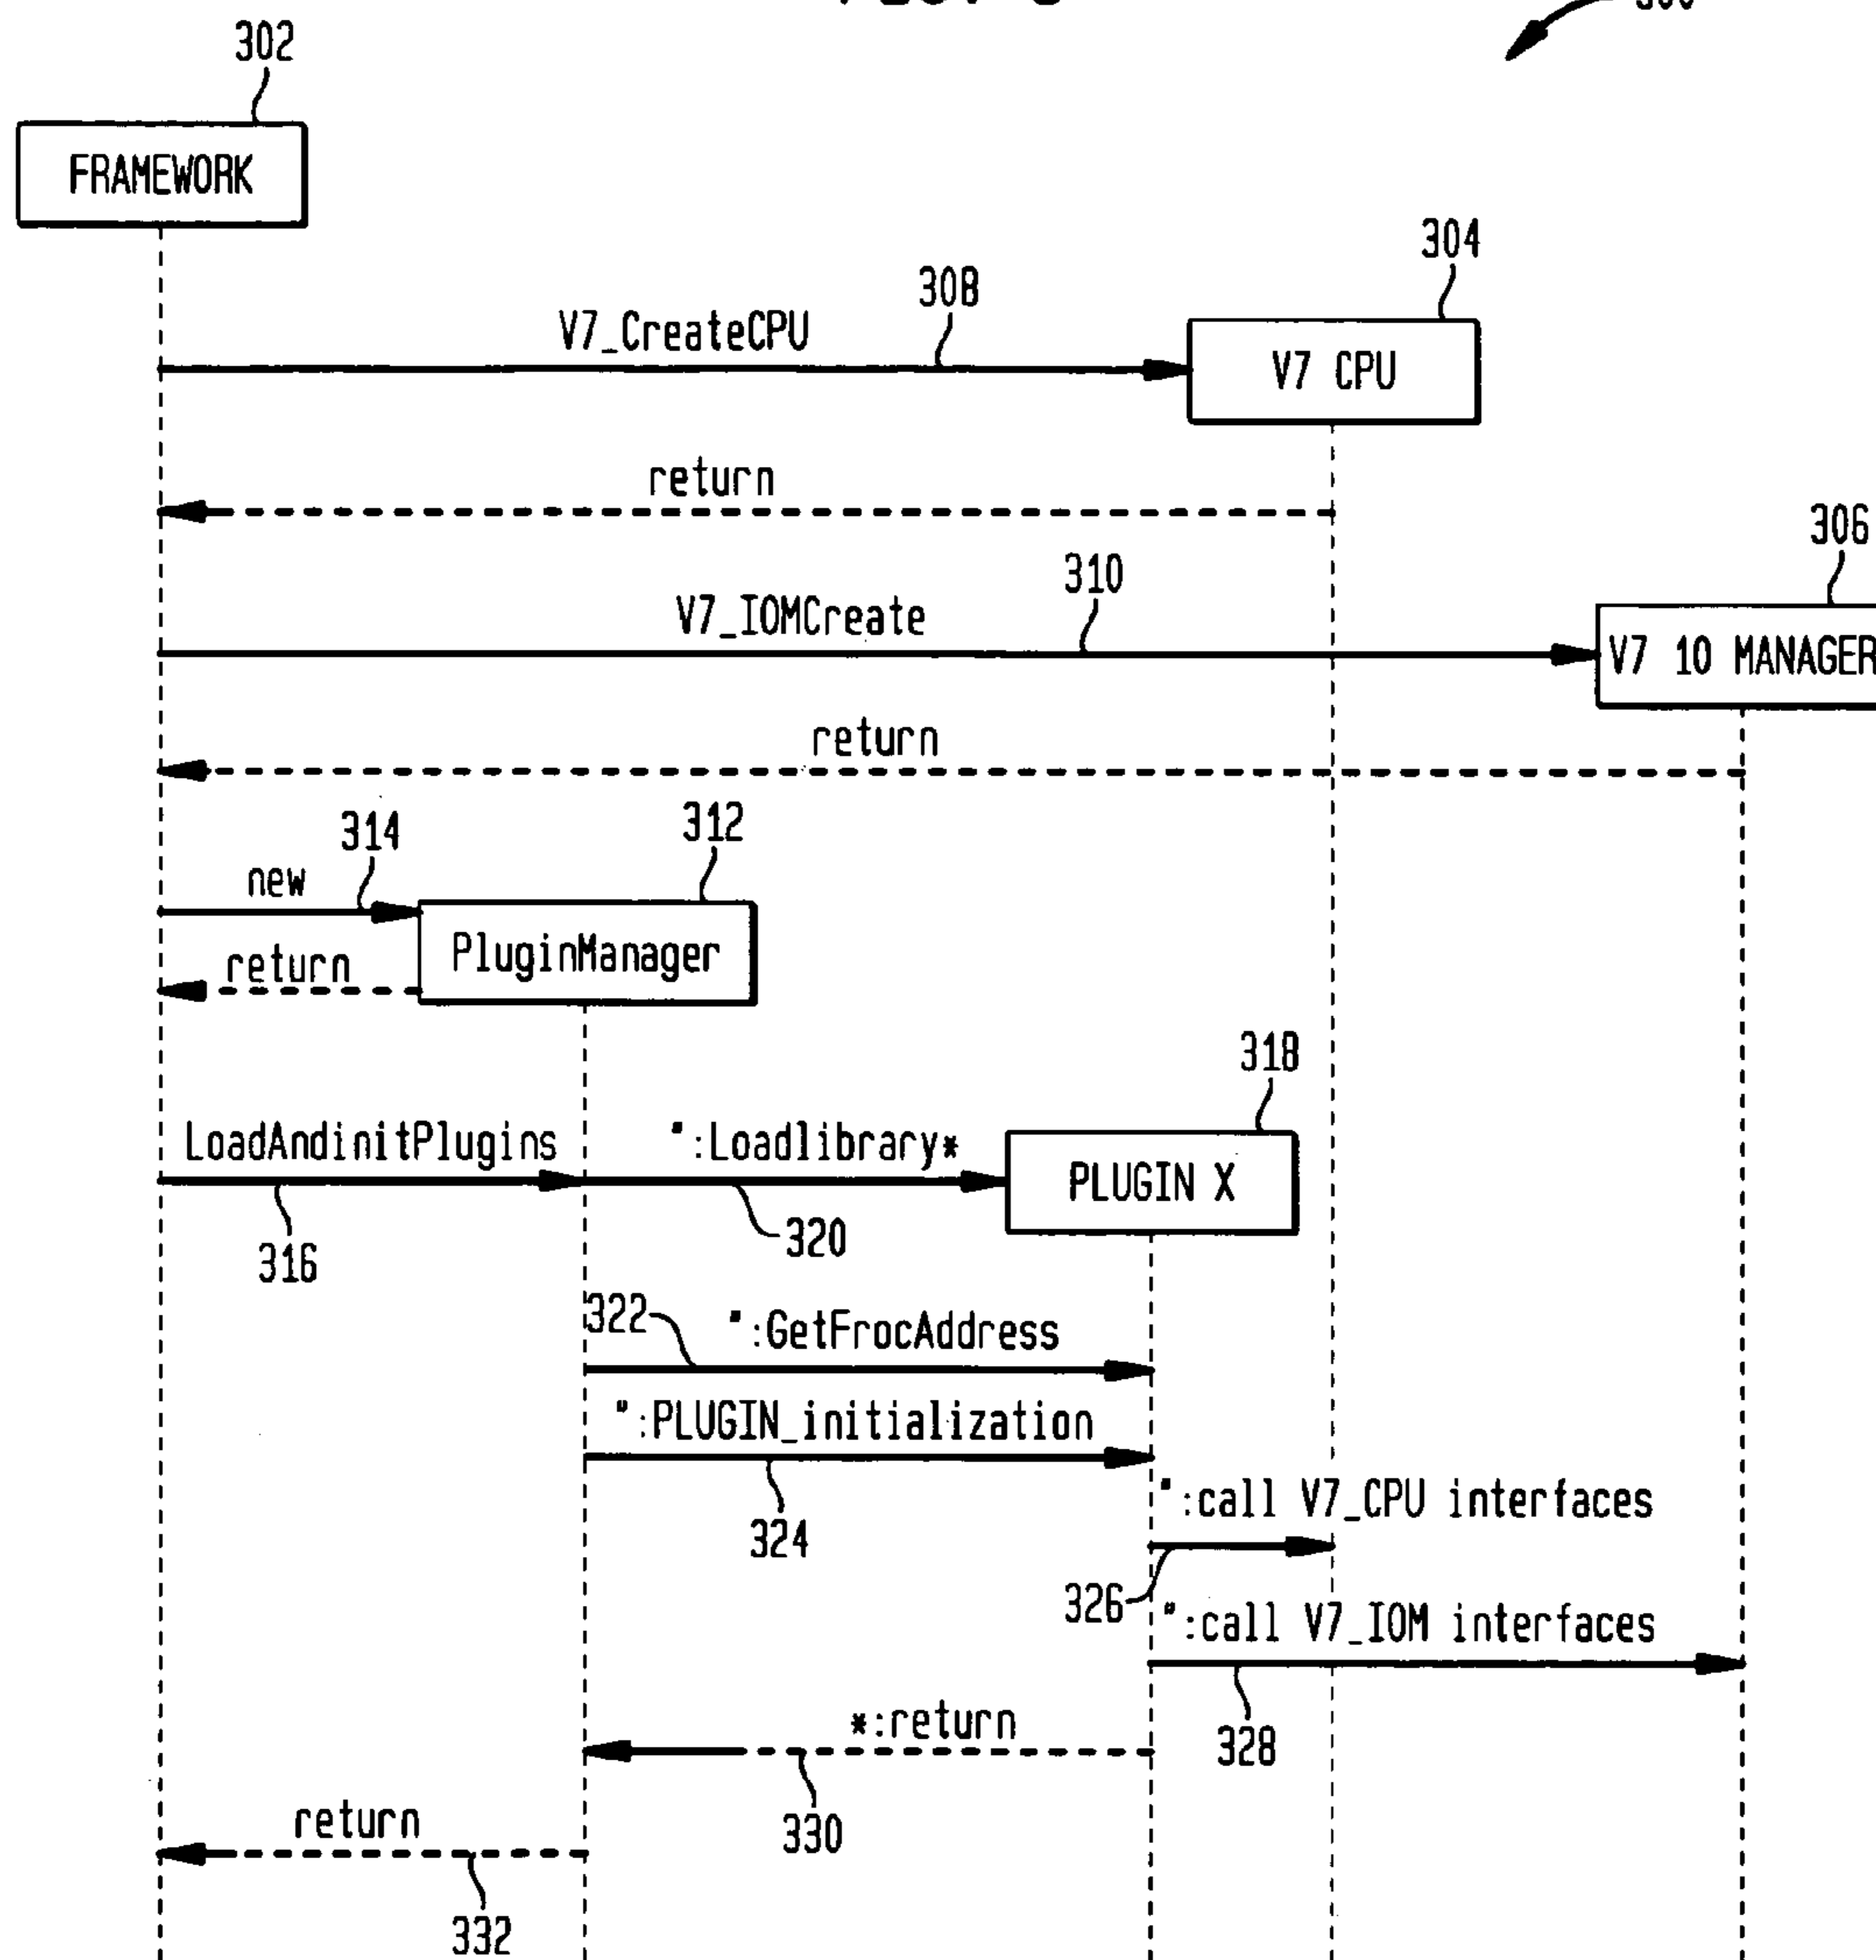 302
FRAMEWORK
304
308
V7_CreateCPU
V7 CPU
return
306
310
V7_IOMCreate
V7 10 MANAGER
return
314
312
new
PluginManager
return
318
LoadAndinitPlugins
":Loadlibrary*
PLUGIN X
320
316
322
":GetFrocAddress
":PLUGIN_initialization
324
":call V7_CPU interfaces
326
":call V7_IOM interfaces
328
*:return
330
return
332